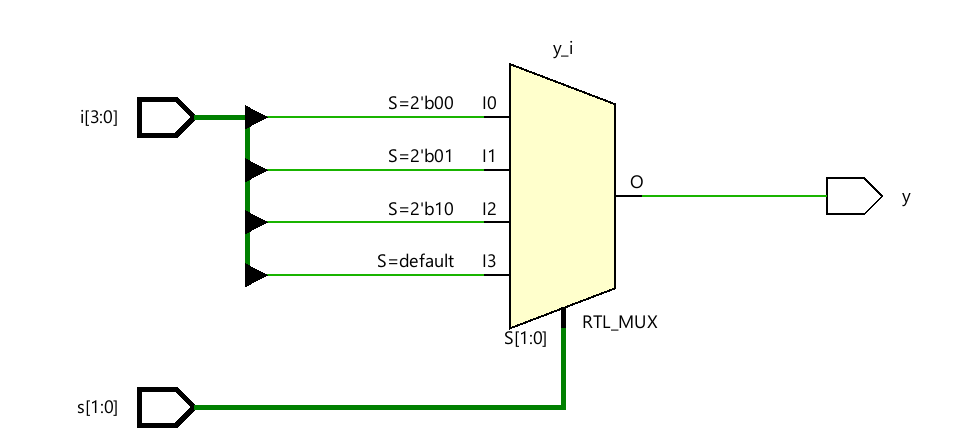 y_i
i[3:0]
S=2'b00 I0
S=2'b01 I1
S=2'b10 I2
S=default I3
O
y
S[1:0]
RTL_MUX
s[1:0]